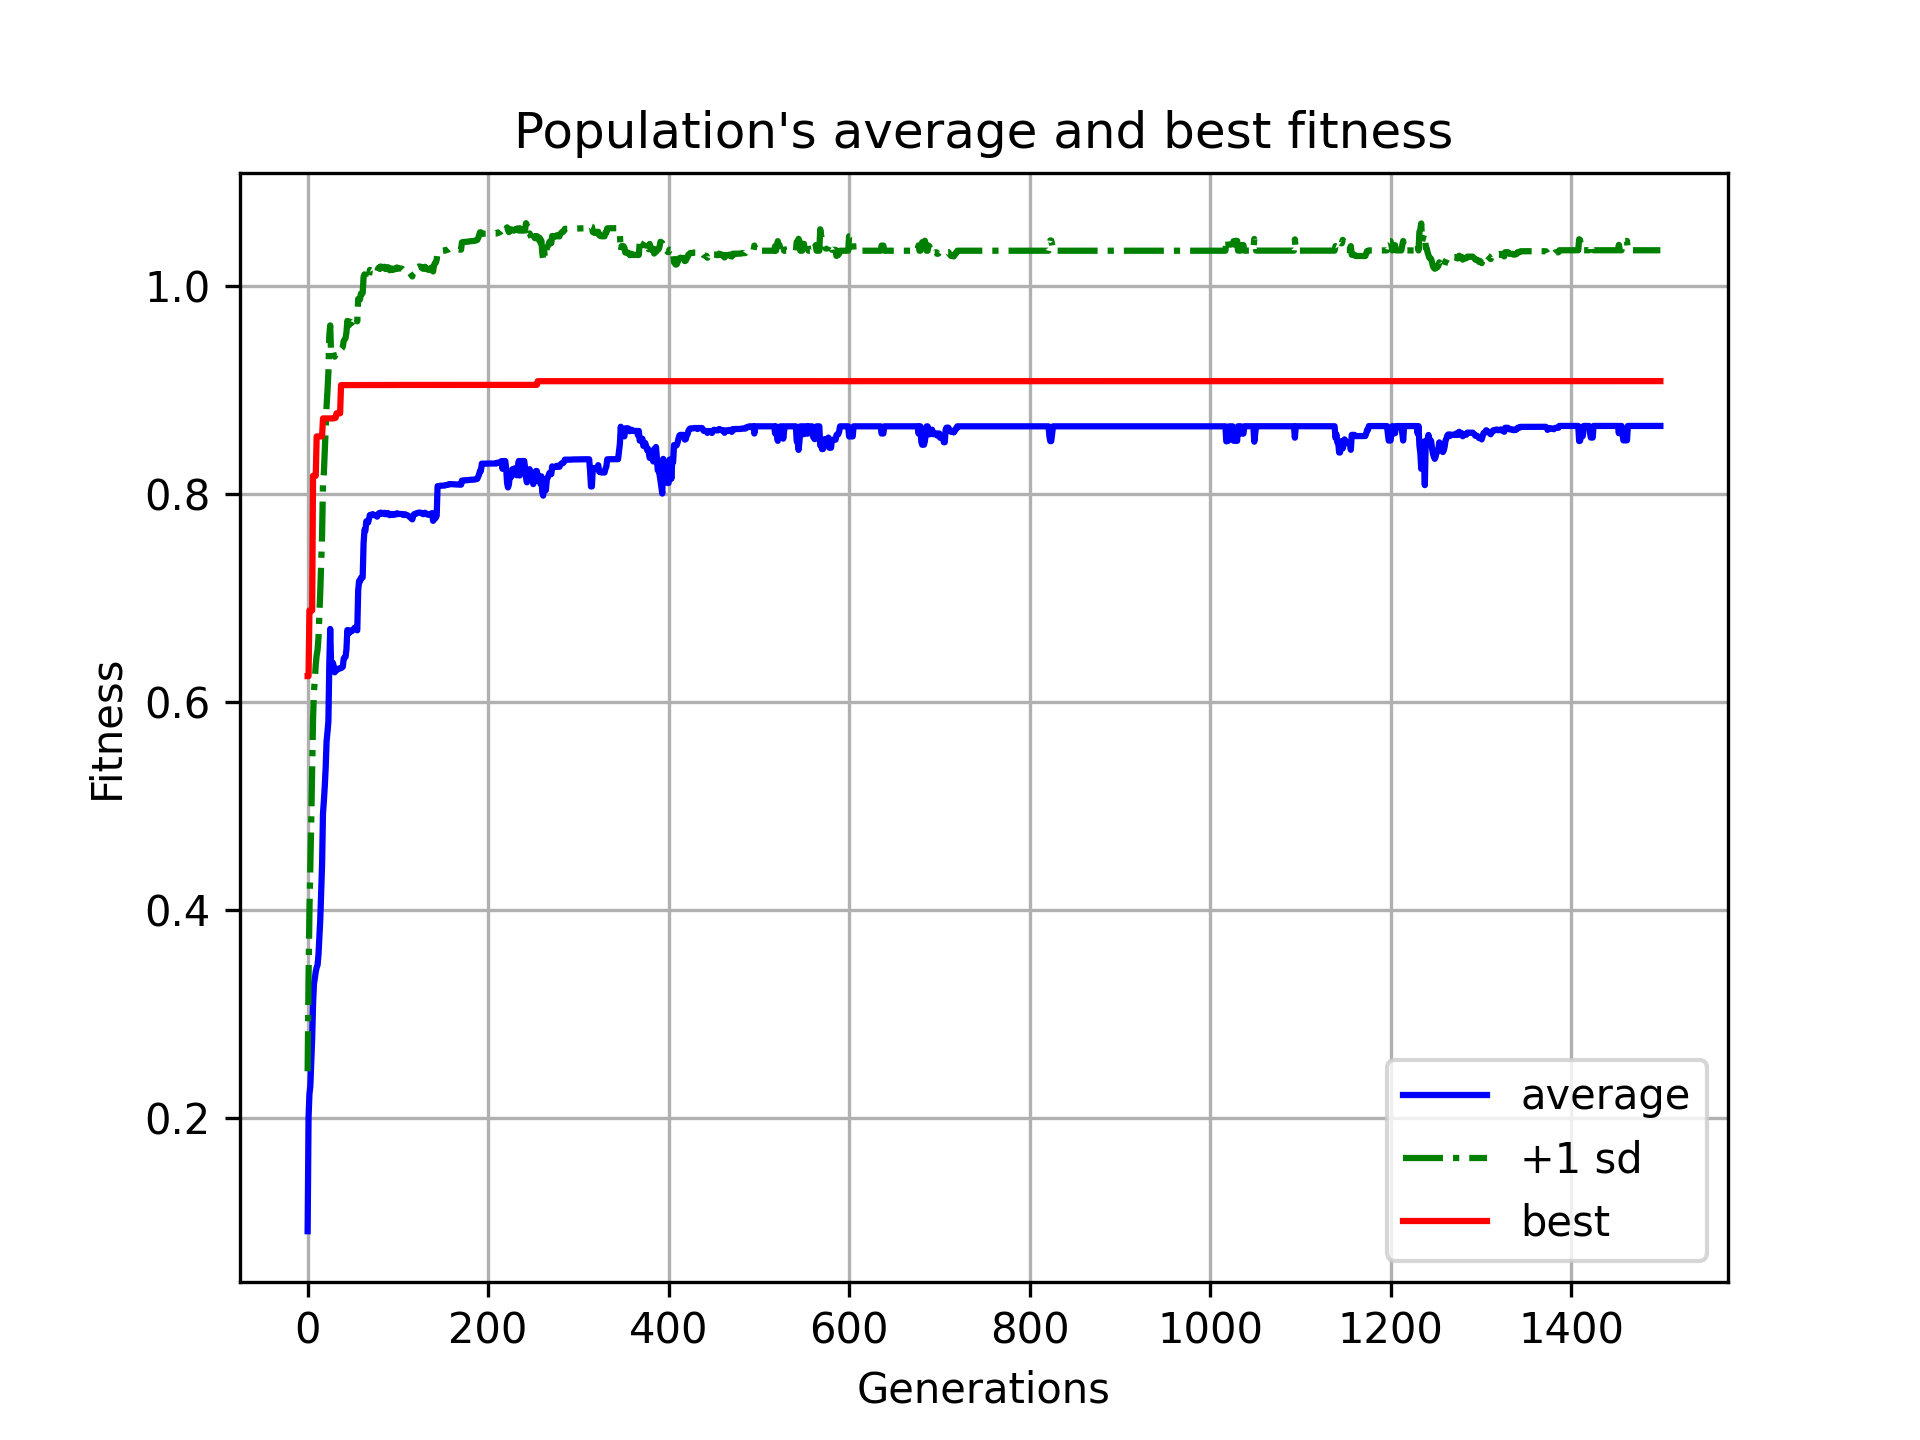 Population's average and best fitness
Fitness
1.0
0.8
0.6
0.4
0.2
0 200 400 600 800 1000 1200 1400
Generations
average
+1 sd
best